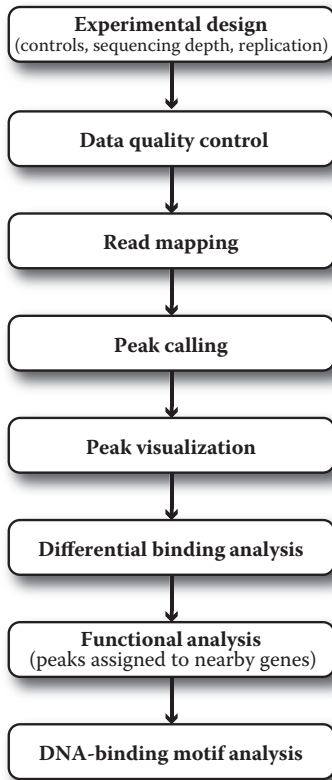 Experimental design
(controls, sequencing depth, replication)
Data quality control
Read mapping
Peak calling
Peak visualization
Differential binding analysis
Functional analysis
(peaks assigned to nearby genes)
DNA-binding motif analysis